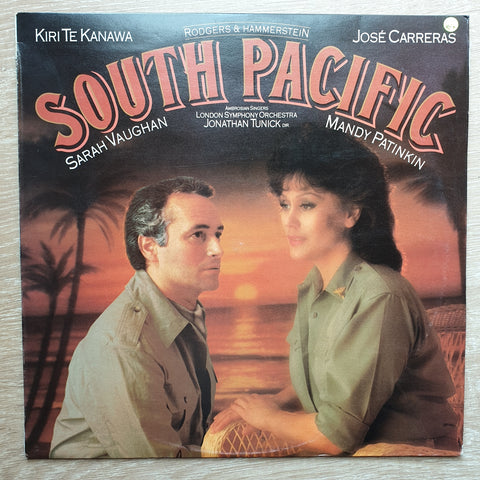 KIRI TE KANAWA
RODGERS & HAMMERSTEIN
JOSÉ CARRERAS
SOUTH PACIFIC
SARAH VAUGHAN
AMBROSIAN SINGERS
LONDON SYMPHONY ORCHESTRA
JONATHAN TUNICK DIR.
MANDY PATINKIN